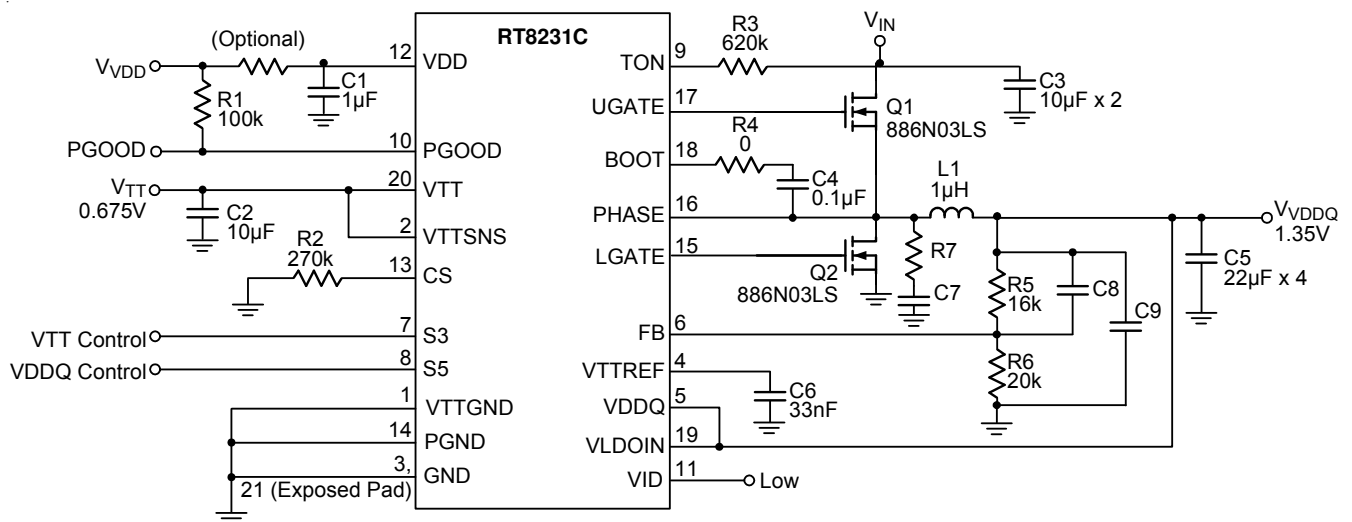 RT8231C
(Optional)
VVDD
12
VDD
C1
1µF
R1
100k
PGOOD
10
PGOOD
VTT
0.675V
20
VTT
C2
10µF
2
VTTSNS
R2
270k
13
CS
VTT Control
7
S3
VDDQ Control
8
S5
1
VTTGND
14
PGND
3,
21 (Exposed Pad)
GND
TON
9
R3
620k
VIN
C3
10µF x 2
UGATE
17
Q1
886N03LS
BOOT
18
R4
0
C4
0.1µF
PHASE
16
L1
1µH
VVDDQ
1.35V
LGATE
15
Q2
886N03LS
R7
C7
R5
16k
C8
C9
C5
22µF x 4
FB
6
R6
20k
VTTREF
4
C6
33nF
VDDQ
5
VLDOIN
19
VID
11
Low